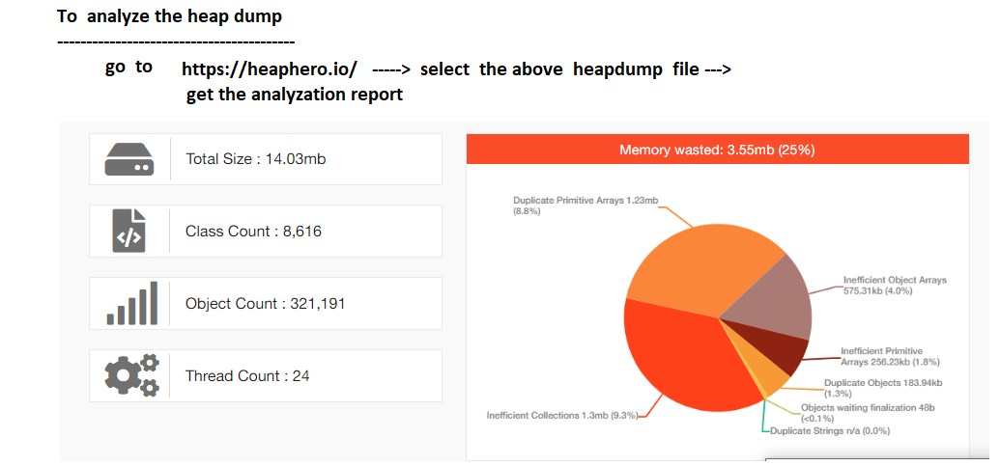 To analyze the heap dump
-----------------------------------------
go to https://heaphero.io/ -----> select the above heapdump file --->
get the analyzation report
Total Size : 14.03mb
Class Count : 8,616
Object Count : 321,191
Thread Count : 24
Memory wasted: 3.55mb (25%)
Duplicate Primitive Arrays 1.23mb
(8.8%)
Inefficient Object Arrays
575.31kb (4.0%)
Inefficient Primitive
Arrays 256.23kb (1.8%)
Duplicate Objects 183.94kb
(1.3%)
Objects waiting finalization 48b
(<0.1%)
Duplicate Strings n/a (0.0%)
Inefficient Collections 1.3mb (9.3%)